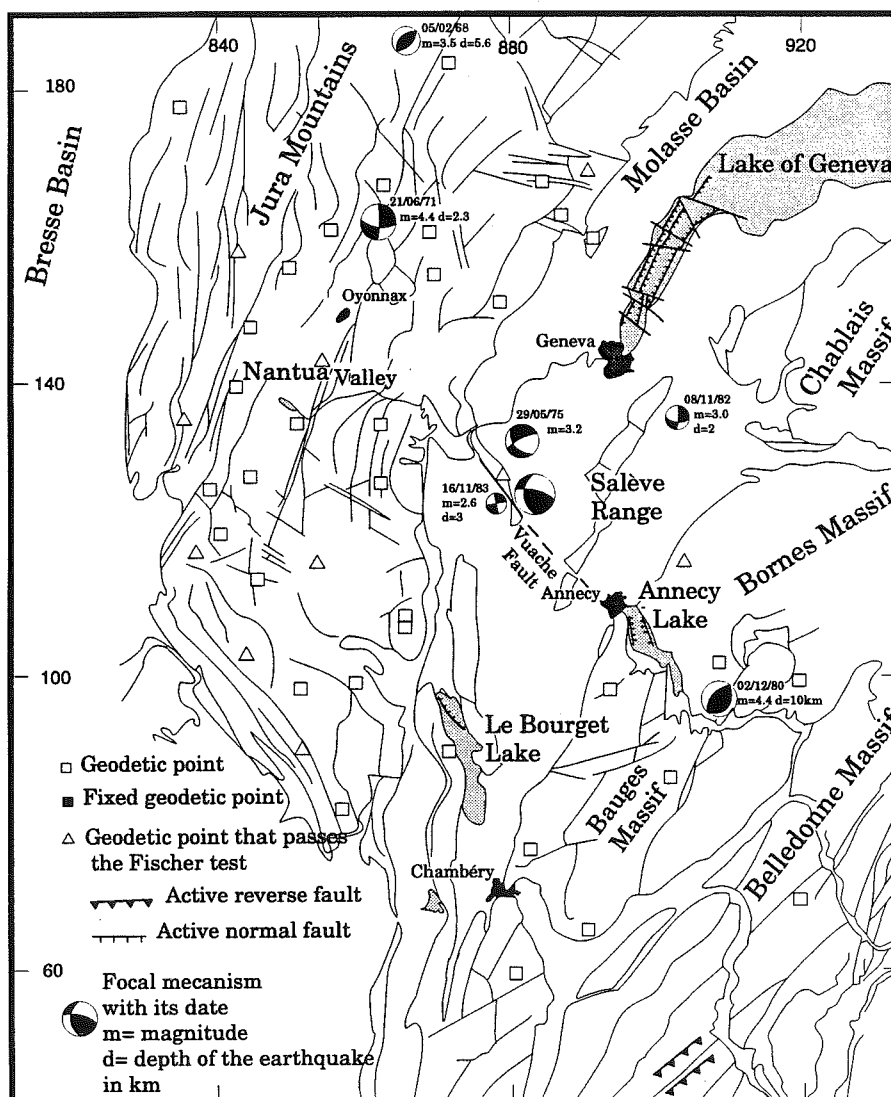 840
880
920
180
140
100
60
05/02/68
m=3.5 d=5.6
Bresse Basin
Jura Mountains
Molasse Basin
Lake of Geneva
21/06/71
m=4.4 d=2.3
Oyonnax
Geneva
Chablais
Massif
Nantua Valley
08/11/82
m=3.0
d=2
29/05/75
m=3.2
16/11/83
m=2.6
d=3
Salève
Range
Vuache
Fault
Bornes Massif
Annecy
Annecy
Lake
02/12/80
m=4.4 d=10km
Le Bourget
Lake
Bauges
Massif
Belledonne Massif
Chambéry
Geodetic point
Fixed geodetic point
Geodetic point that passes
the Fischer test
Active reverse fault
Active normal fault
Focal mecanism
with its date
m= magnitude
d= depth of the earthquake
in km